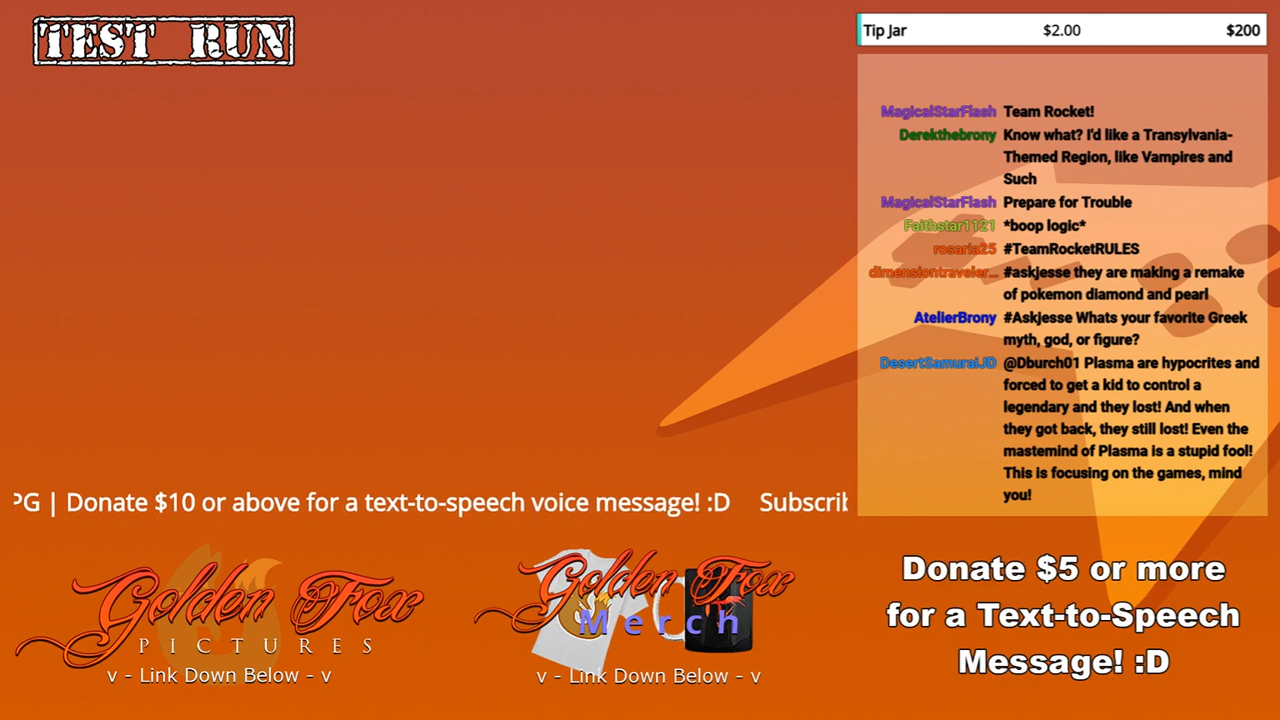 TEST RUN
Tip Jar $2.00 $200
MagicalStarFlash Team Rocket!
Derekthebrony Know what? I'd like a Transylvania-
Themed Region, like Vampires and
Such
MagicalStarFlash Prepare for Trouble
Faithstar1121 *boop logic*
rosaria25 #TeamRocketRULES
dimensiontraveler... #askjesse they are making a remake
of pokemon diamond and pearl
AtelierBrony #Askjesse Whats your favorite Greek
myth, god, or figure?
DesertSamuraiJD @Dburch01 Plasma are hypocrites and
forced to get a kid to control a
legendary and they lost! And when
they got back, they still lost! Even the
mastemind of Plasma is a stupid fool!
This is focusing on the games, mind
you!
PG | Donate $10 or above for a text-to-speech voice message! :D Subscrib
Golden Fox
PICTURES
v - Link Down Below - v
Golden Fox
Merch
v - Link Down Below - v
Donate $5 or more
for a Text-to-Speech
Message! :D